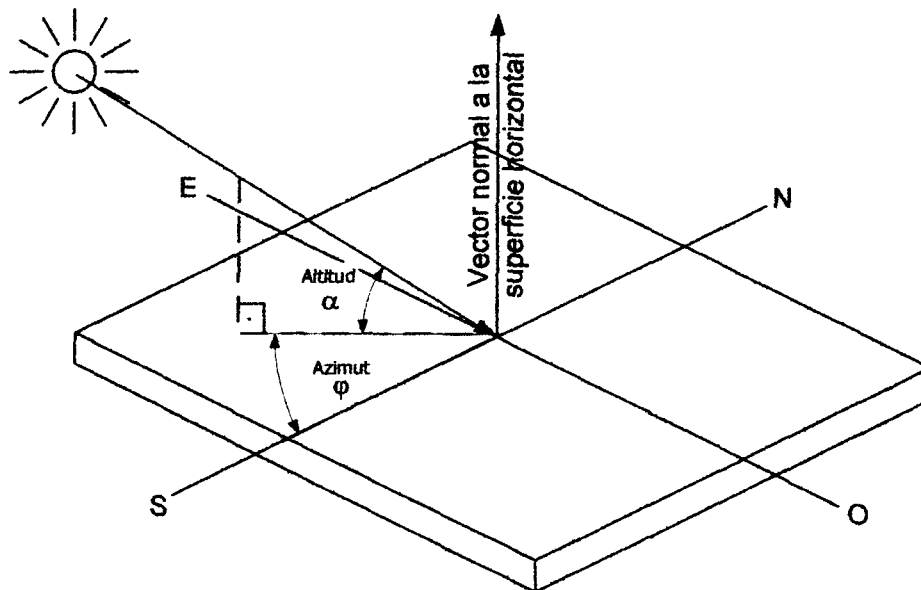 Vector normal a la
superficie horizontal
E
N
Altitud
α
Azimut
φ
S
O